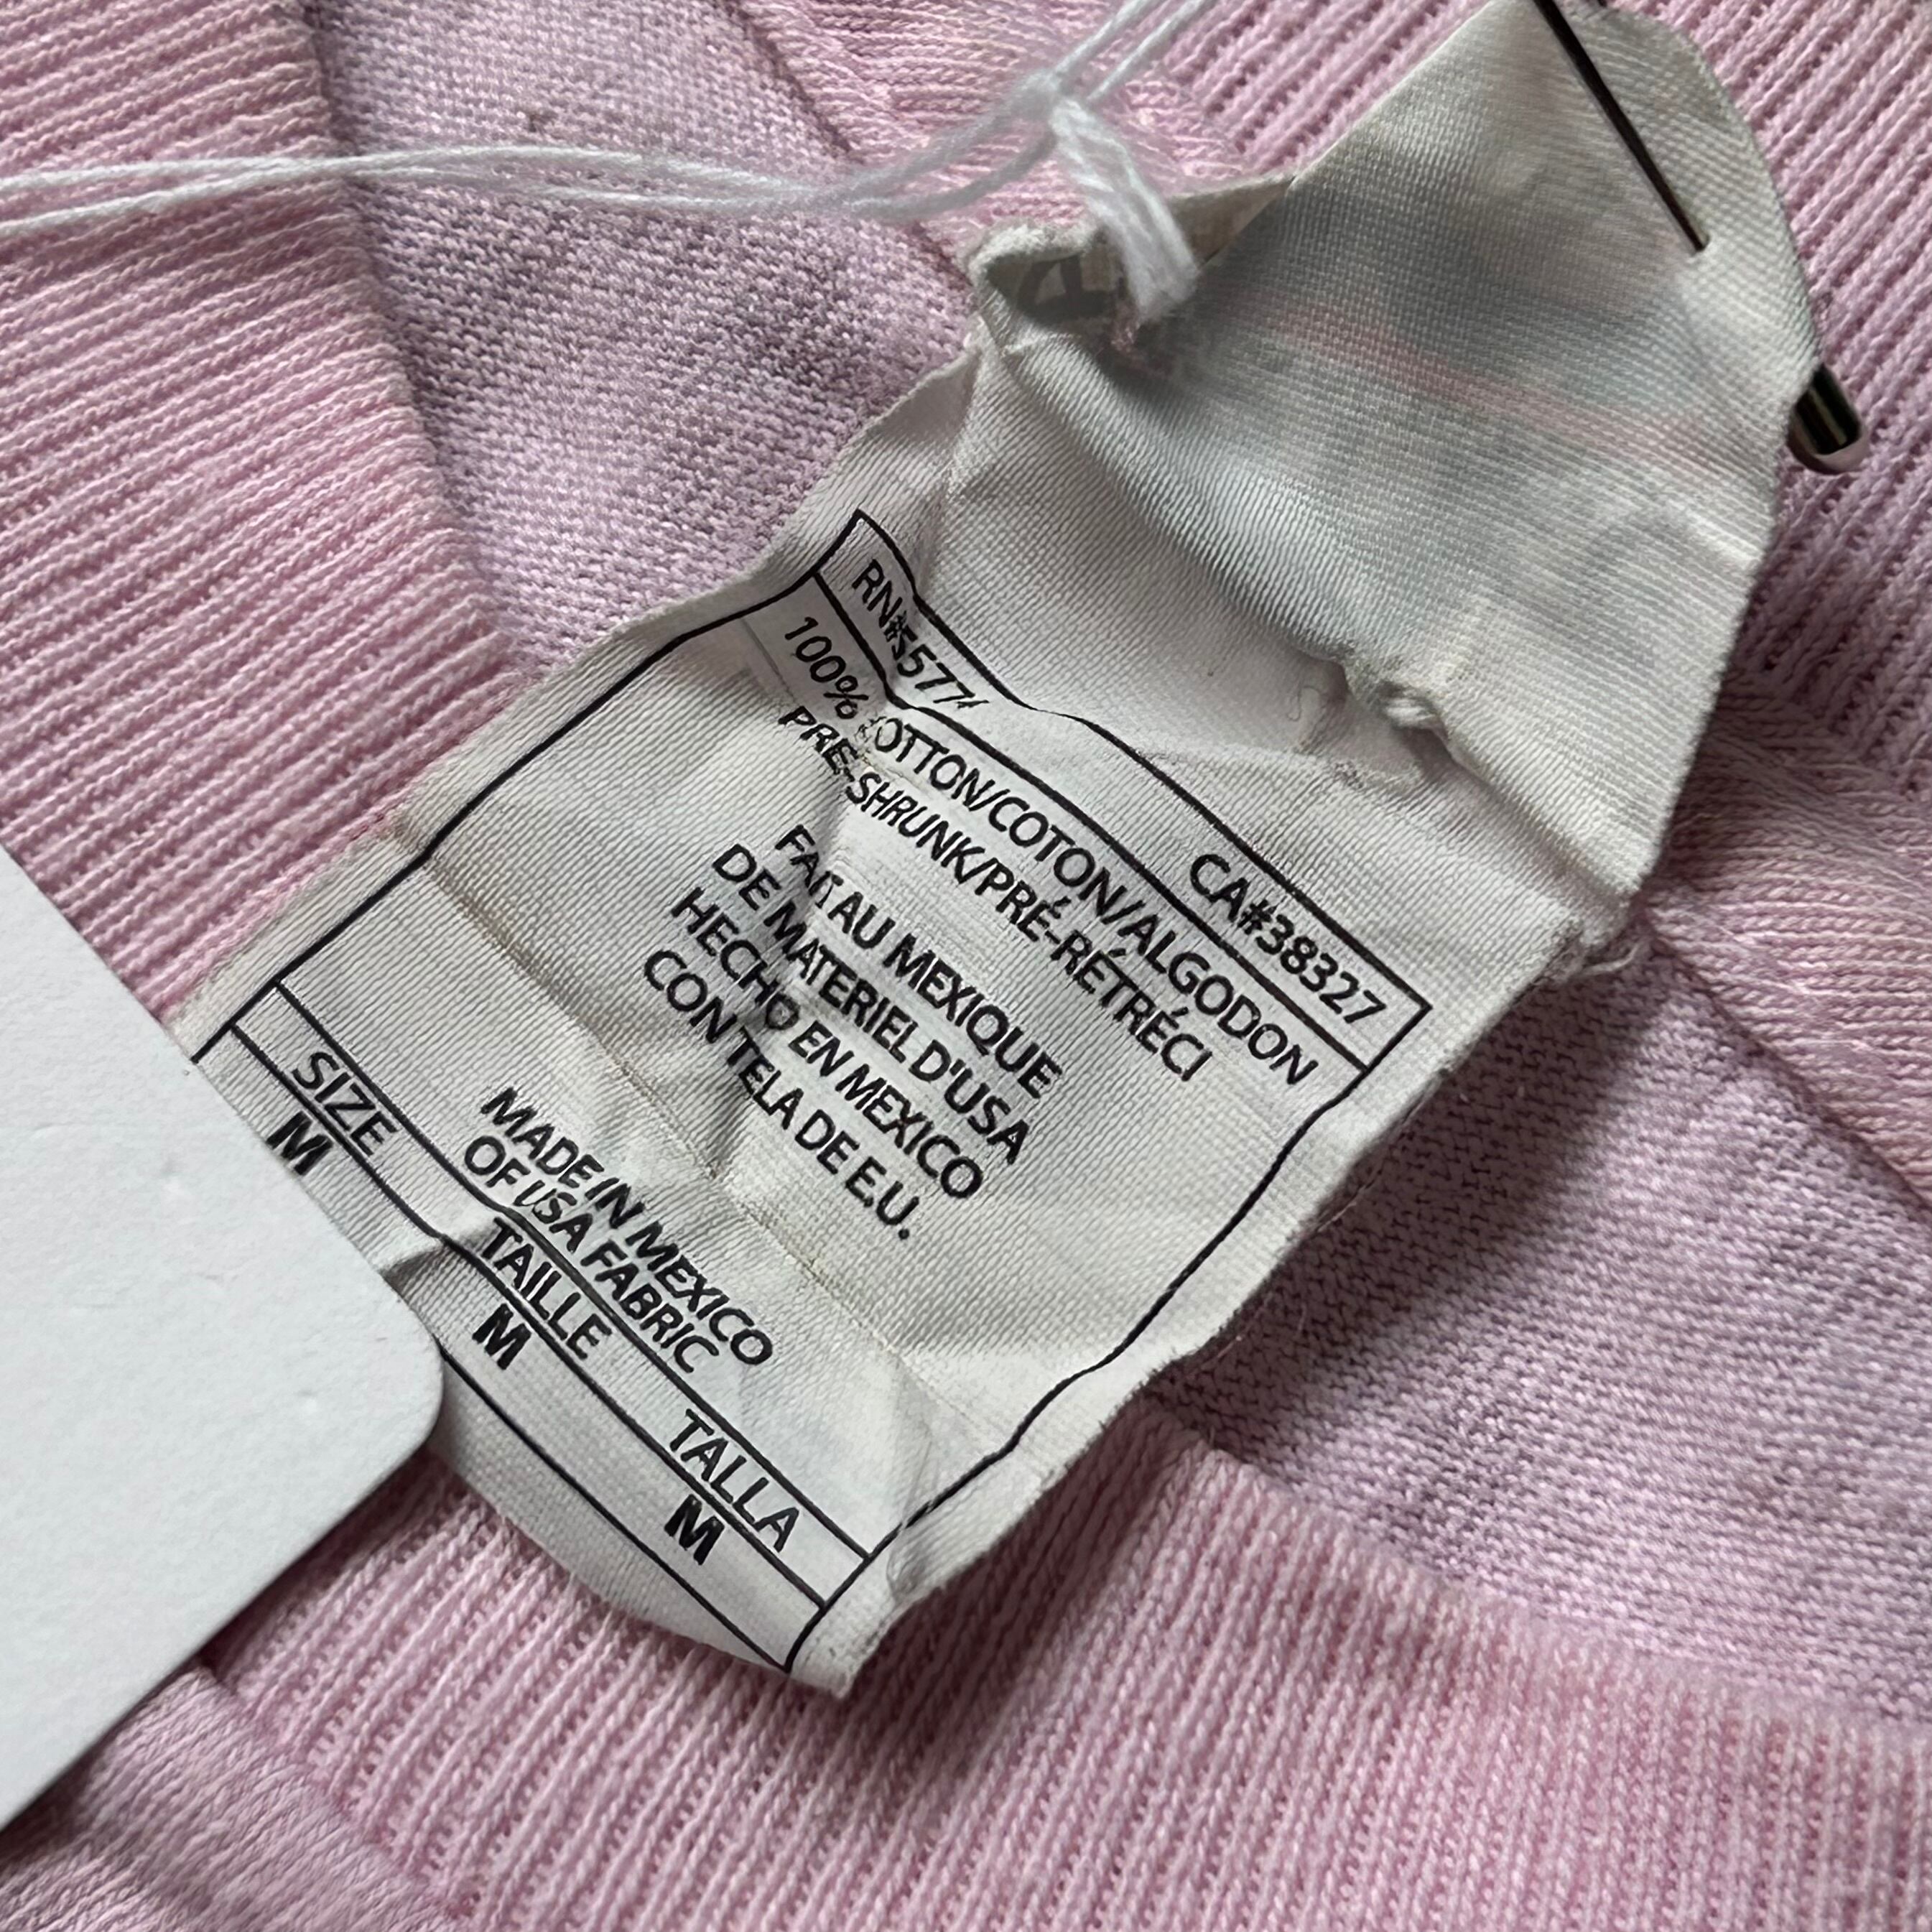 RN#55774 CA#38327
100% COTTON/COTON/ALGODON
PRE-SHRUNK/PRÉ-RÉTRÉCI
FAIT AU MEXIQUE
DE MATERIEL D'USA
HECHO EN MEXICO
CON TELA DE E.U.
MADE IN MEXICO
OF USA FABRIC
SIZE TAILLE TALLA
M M M